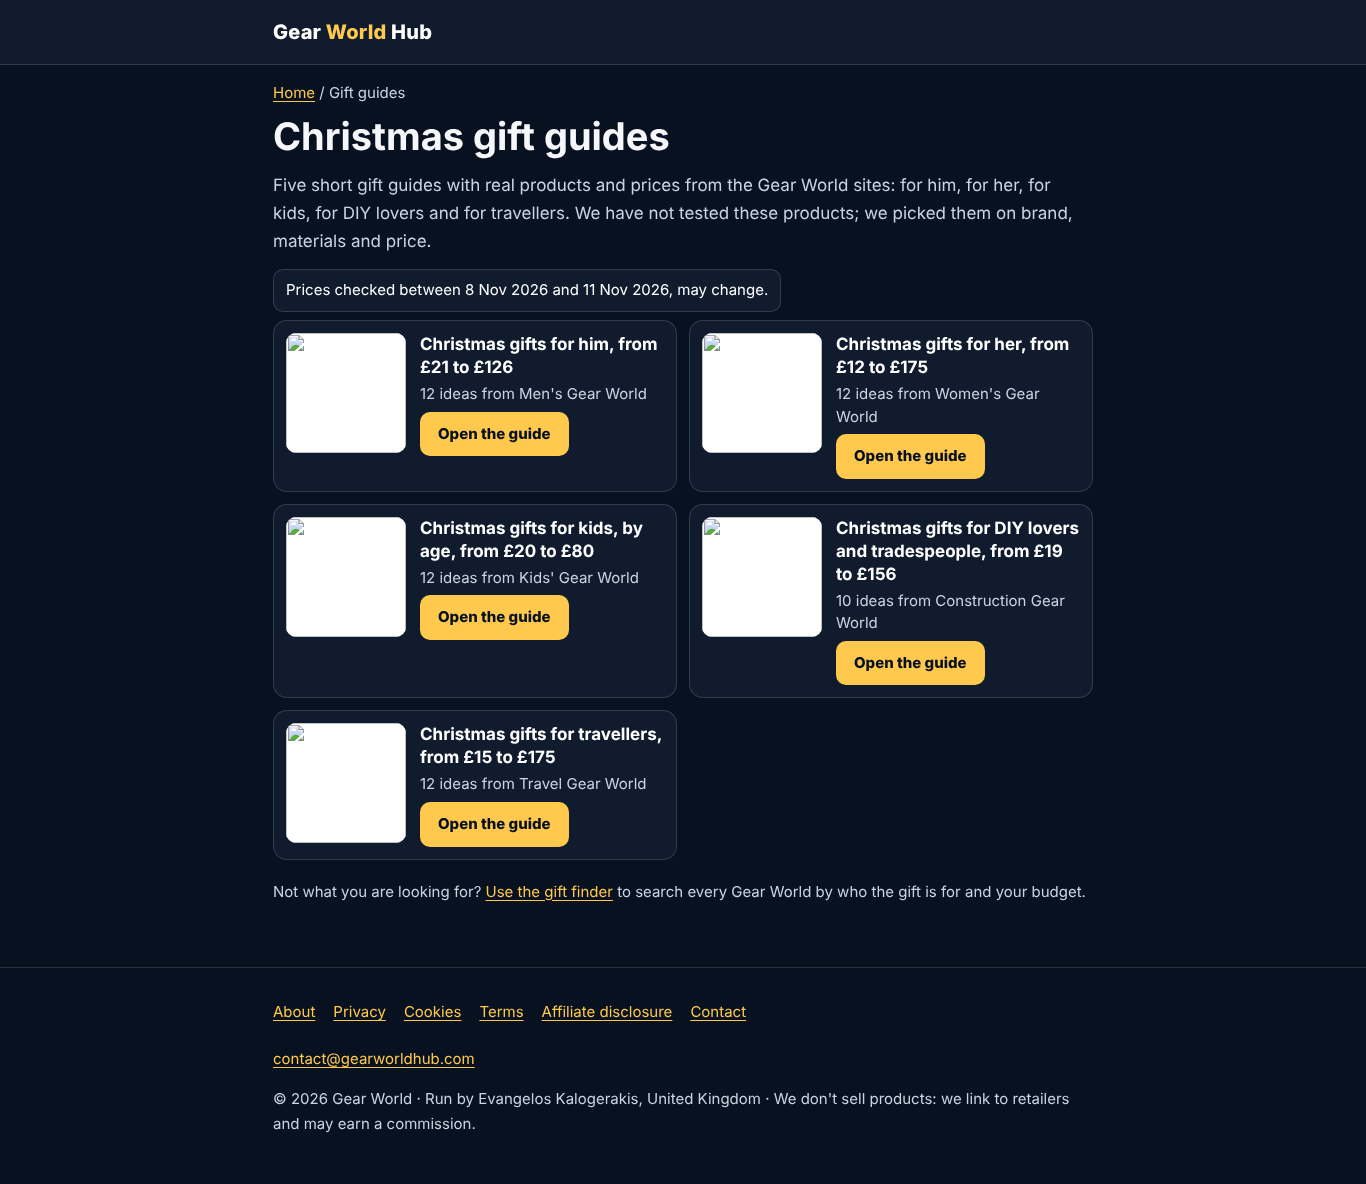 Gear World Hub
Home / Gift guides
Christmas gift guides
Five short gift guides with real products and prices from the Gear World sites: for him, for her, for
kids, for DIY lovers and for travellers. We have not tested these products; we picked them on brand,
materials and price.
Prices checked between 8 Nov 2026 and 11 Nov 2026, may change.
Christmas gifts for him, from
£21 to £126
12 ideas from Men's Gear World
Open the guide
Christmas gifts for her, from
£12 to £175
12 ideas from Women's Gear
World
Open the guide
Christmas gifts for kids, by
age, from £20 to £80
12 ideas from Kids' Gear World
Open the guide
Christmas gifts for DIY lovers
and tradespeople, from £19
to £156
10 ideas from Construction Gear
World
Open the guide
Christmas gifts for travellers,
from £15 to £175
12 ideas from Travel Gear World
Open the guide
Not what you are looking for? Use the gift finder to search every Gear World by who the gift is for and your budget.
About Privacy Cookies Terms Affiliate disclosure Contact
contact@gearworldhub.com
© 2026 Gear World · Run by Evangelos Kalogerakis, United Kingdom · We don't sell products: we link to retailers
and may earn a commission.